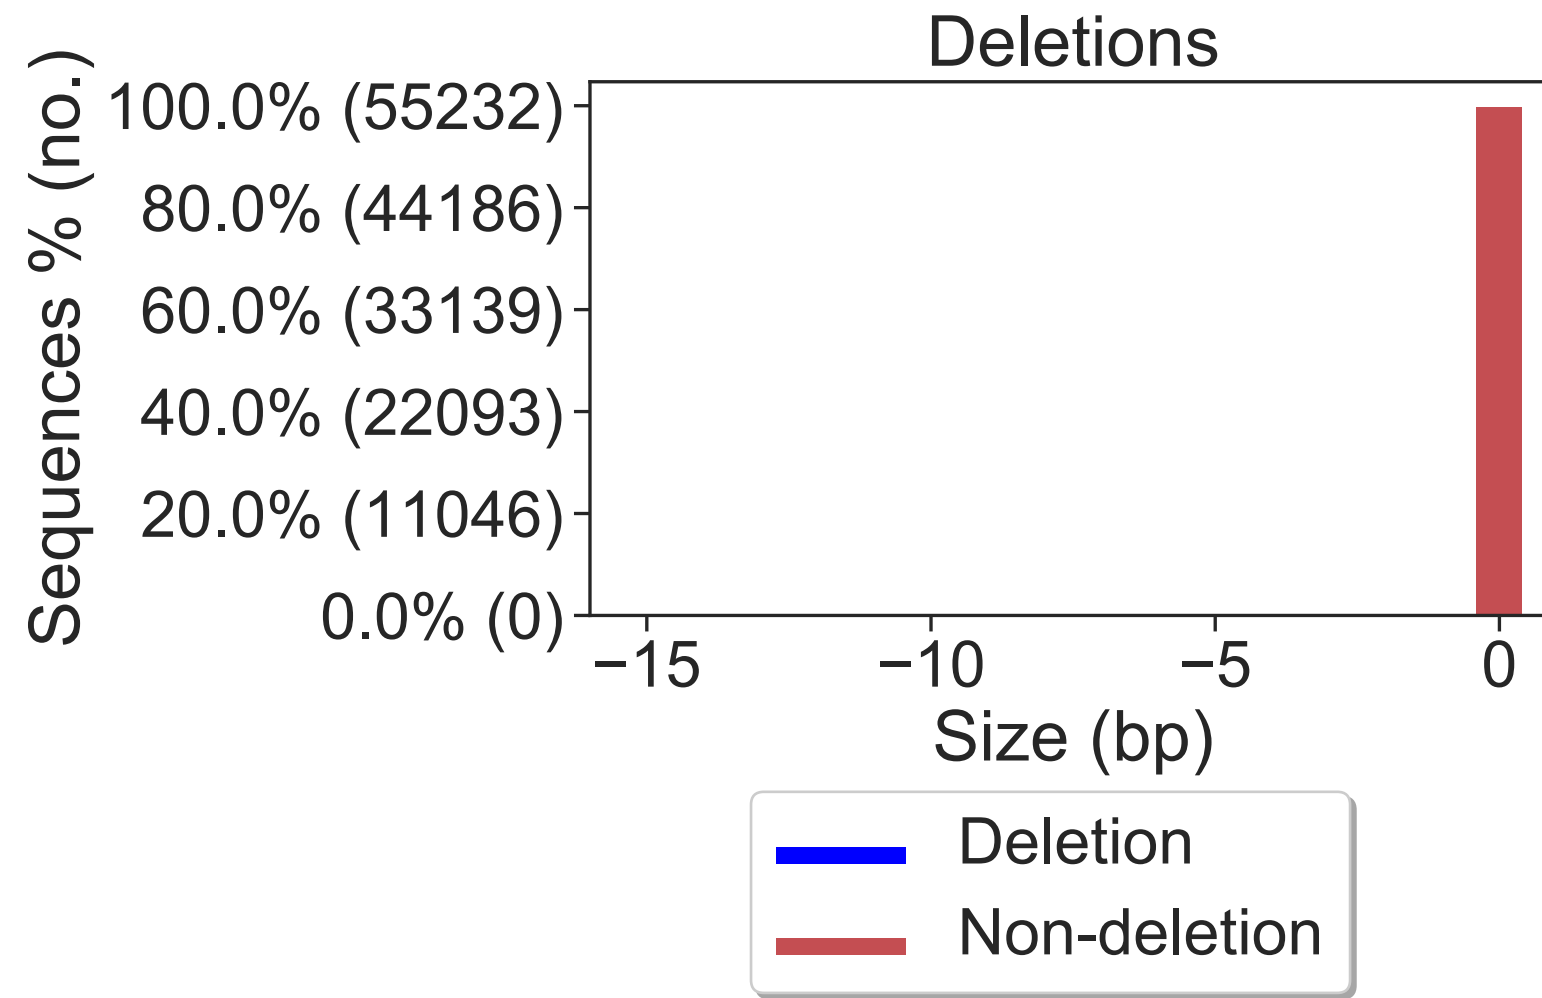 Deletions
Sequences % (no.)
100.0% (55232)
80.0% (44186)
60.0% (33139)
40.0% (22093)
20.0% (11046)
0.0% (0)
−15 −10 −5 0
Size (bp)
Deletion
Non-deletion